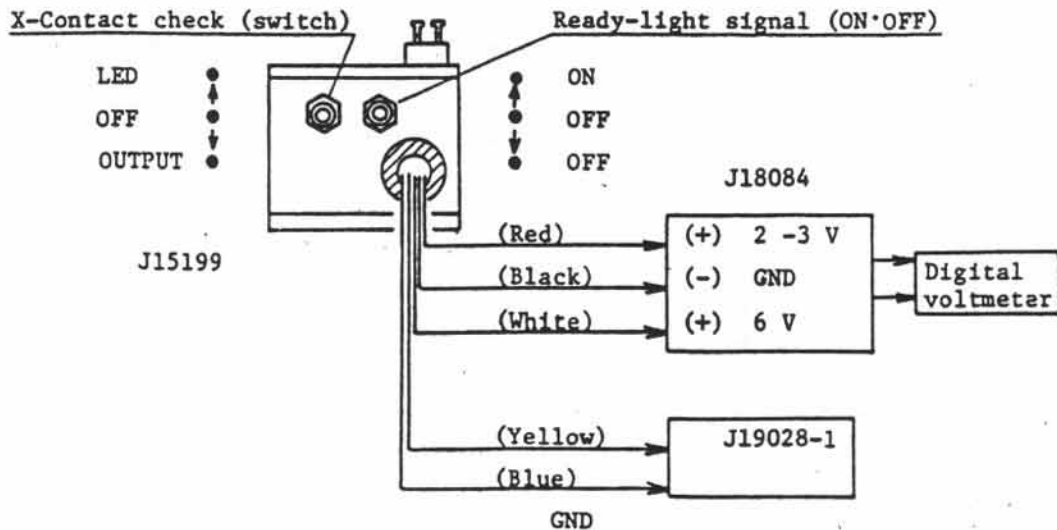 X-Contact check (switch)
Ready-light signal (ON·OFF)
LED
OFF
OUTPUT
ON
OFF
OFF
J15199
J18084
(Red)
(+) 2 -3 V
(Black)
(-) GND
(White)
(+) 6 V
Digital
voltmeter
(Yellow)
J19028-1
(Blue)
GND